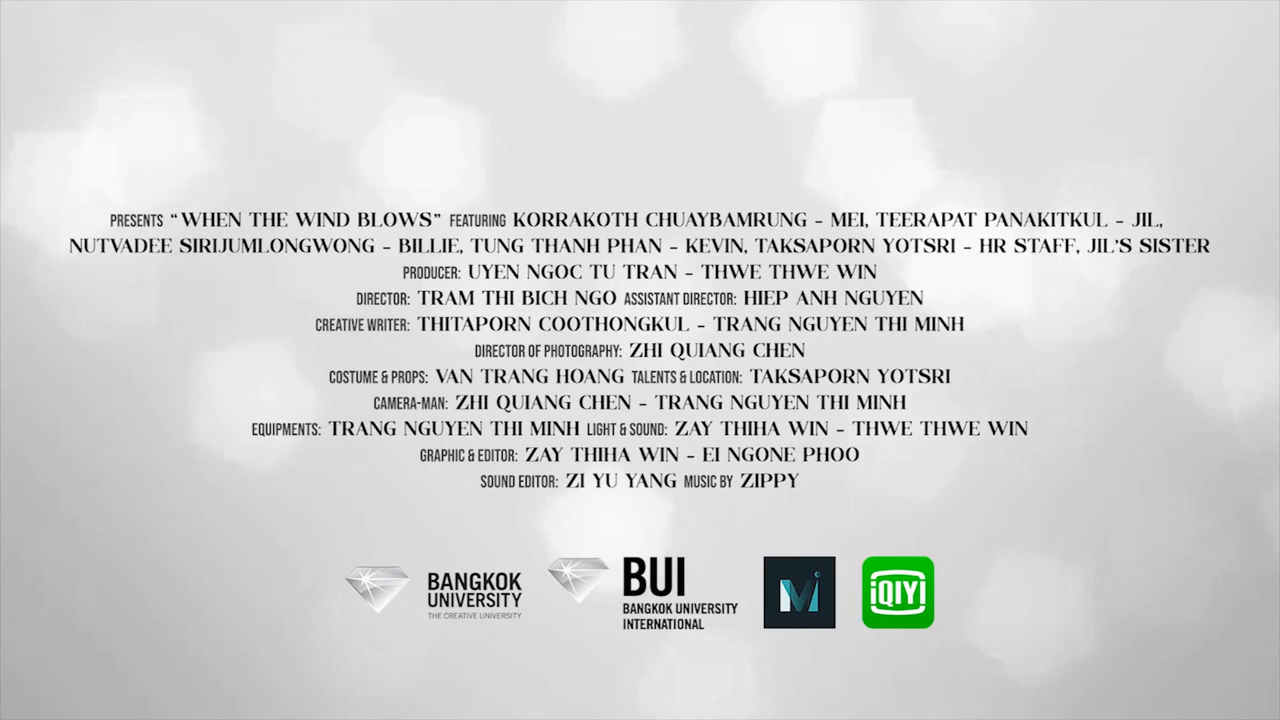 PRESENTS “WHEN THE WIND BLOWS” FEATURING KORRAKOTH CHUAYBAMRUNG - MEI, TEERAPAT PANAKITKUL - JIL,
NUTVADEE SIRIJUMLONGWONG - BILLIE, TUNG THANH PHAN - KEVIN, TAKSAPORN YOTSRI - HR STAFF, JIL'S SISTER
PRODUCER: UYEN NGOC TU TRAN - THWE THWE WIN
DIRECTOR: TRAM THI BICH NGO ASSISTANT DIRECTOR: HIEP ANH NGUYEN
CREATIVE WRITER: THITAPORN COOTHONGKUL - TRANG NGUYEN THI MINH
DIRECTOR OF PHOTOGRAPHY: ZHI QUIANG CHEN
COSTUME & PROPS: VAN TRANG HOANG TALENTS & LOCATION: TAKSAPORN YOTSRI
CAMERA-MAN: ZHI QUIANG CHEN - TRANG NGUYEN THI MINH
EQUIPMENTS: TRANG NGUYEN THI MINH LIGHT & SOUND: ZAY THIHA WIN - THWE THWE WIN
GRAPHIC & EDITOR: ZAY THIHA WIN - EI NGONE PHOO
SOUND EDITOR: ZI YU YANG MUSIC BY ZIPPY
BANGKOK
UNIVERSITY
THE CREATIVE UNIVERSITY
BUI
BANGKOK UNIVERSITY
INTERNATIONAL
iQIYI